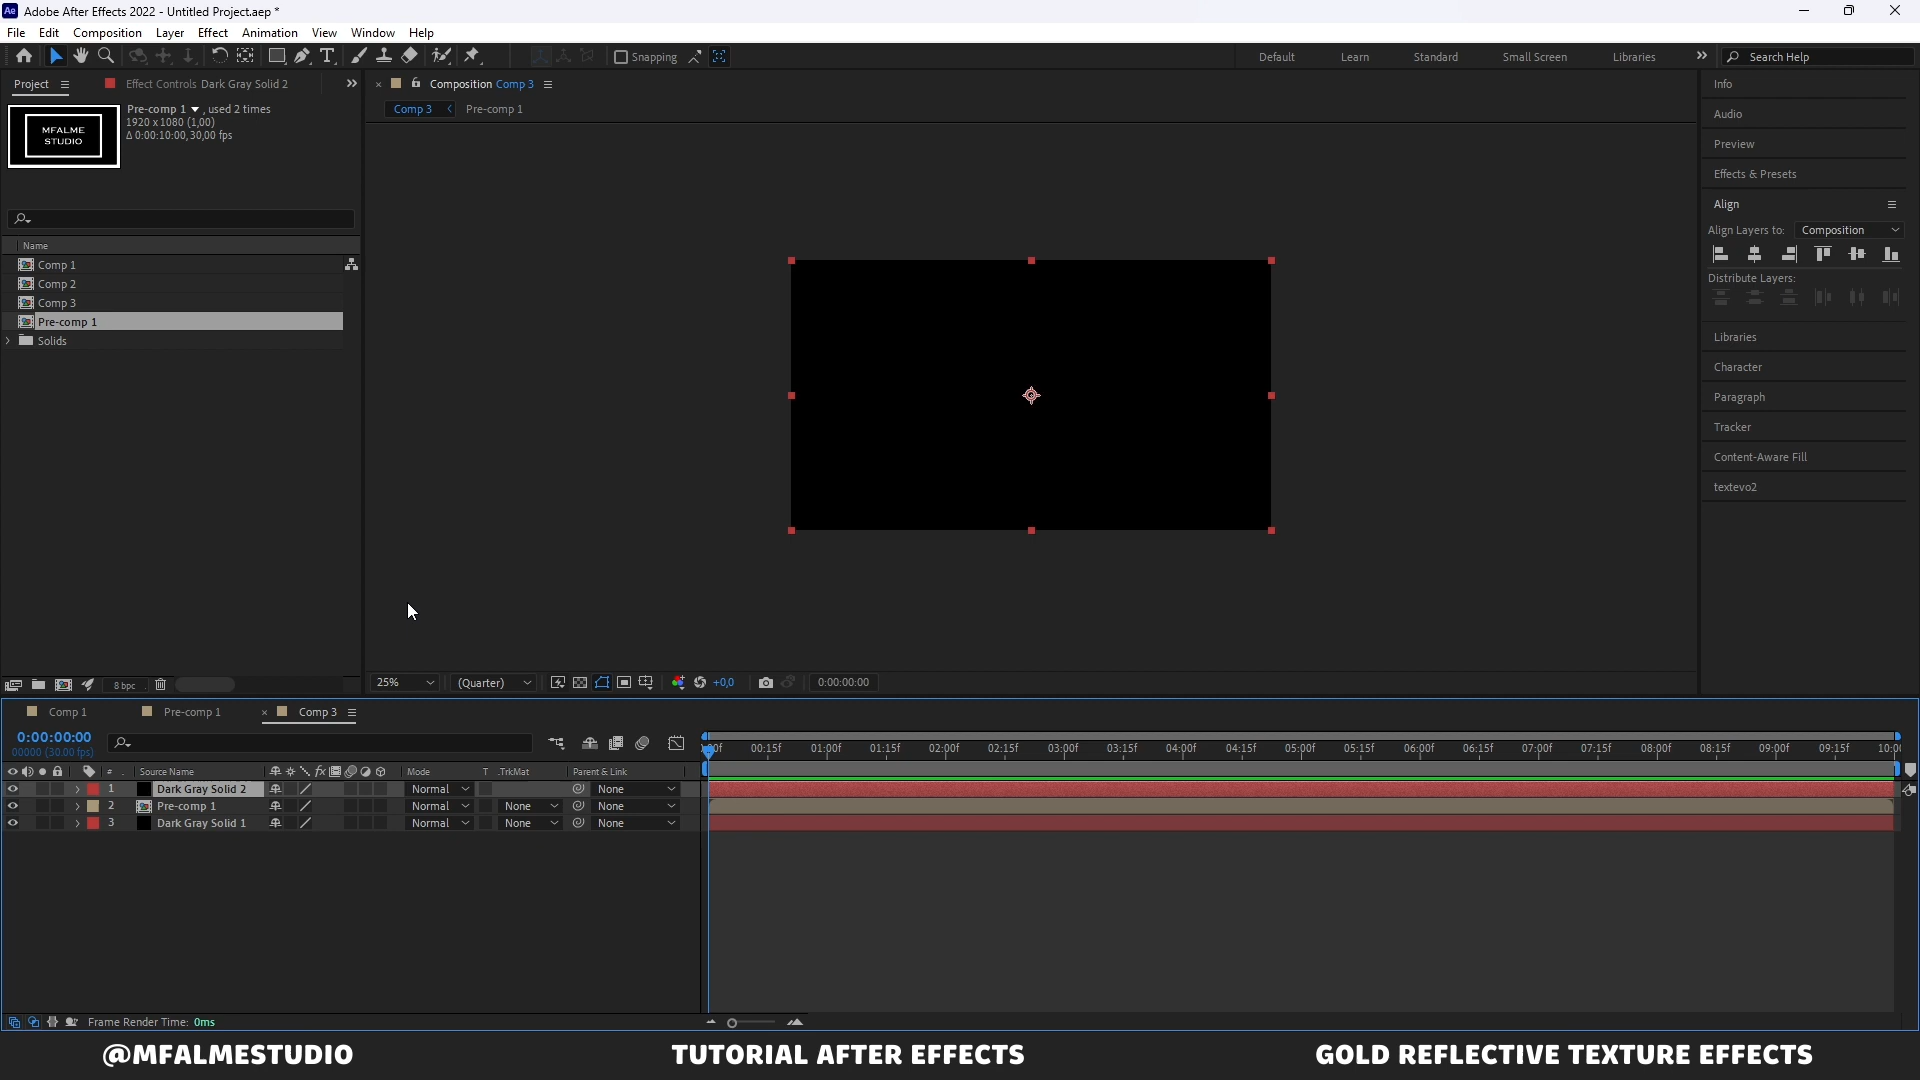 Adobe After Effects 2022 - Untitled Project.aep *
File Edit Composition Layer Effect Animation View Window Help
Snapping Default Learn Standard Small Screen Libraries Search Help
Project Effect Controls Dark Gray Solid 2
Composition Comp 3
Comp 3 Pre-comp 1
Pre-comp 1 , used 2 times
1920 x 1080 (1,00)
Δ 0:00:10:00, 30,00 fps
MFALME
STUDIO
Name
Comp 1
Comp 2
Comp 3
Pre-comp 1
Solids
8 bpc
25% (Quarter) +0,0 0:00:00:00
Info
Audio
Preview
Effects & Presets
Align
Align Layers to: Composition
Distribute Layers:
Libraries
Character
Paragraph
Tracker
Content-Aware Fill
textevo2
Comp 1 Pre-comp 1 Comp 3
0:00:00:00
00000 (30.00 fps)
00:15f 01:00f 01:15f 02:00f 02:15f 03:00f 03:15f 04:00f 04:15f 05:00f 05:15f 06:00f 06:15f 07:00f 07:15f 08:00f 08:15f 09:00f 09:15f
# Source Name Mode T .TrkMat Parent & Link
1 Dark Gray Solid 2 Normal None
2 Pre-comp 1 Normal None None
3 Dark Gray Solid 1 Normal None None
Frame Render Time: 0ms
@MFALMESTUDIO TUTORIAL AFTER EFFECTS GOLD REFLECTIVE TEXTURE EFFECTS